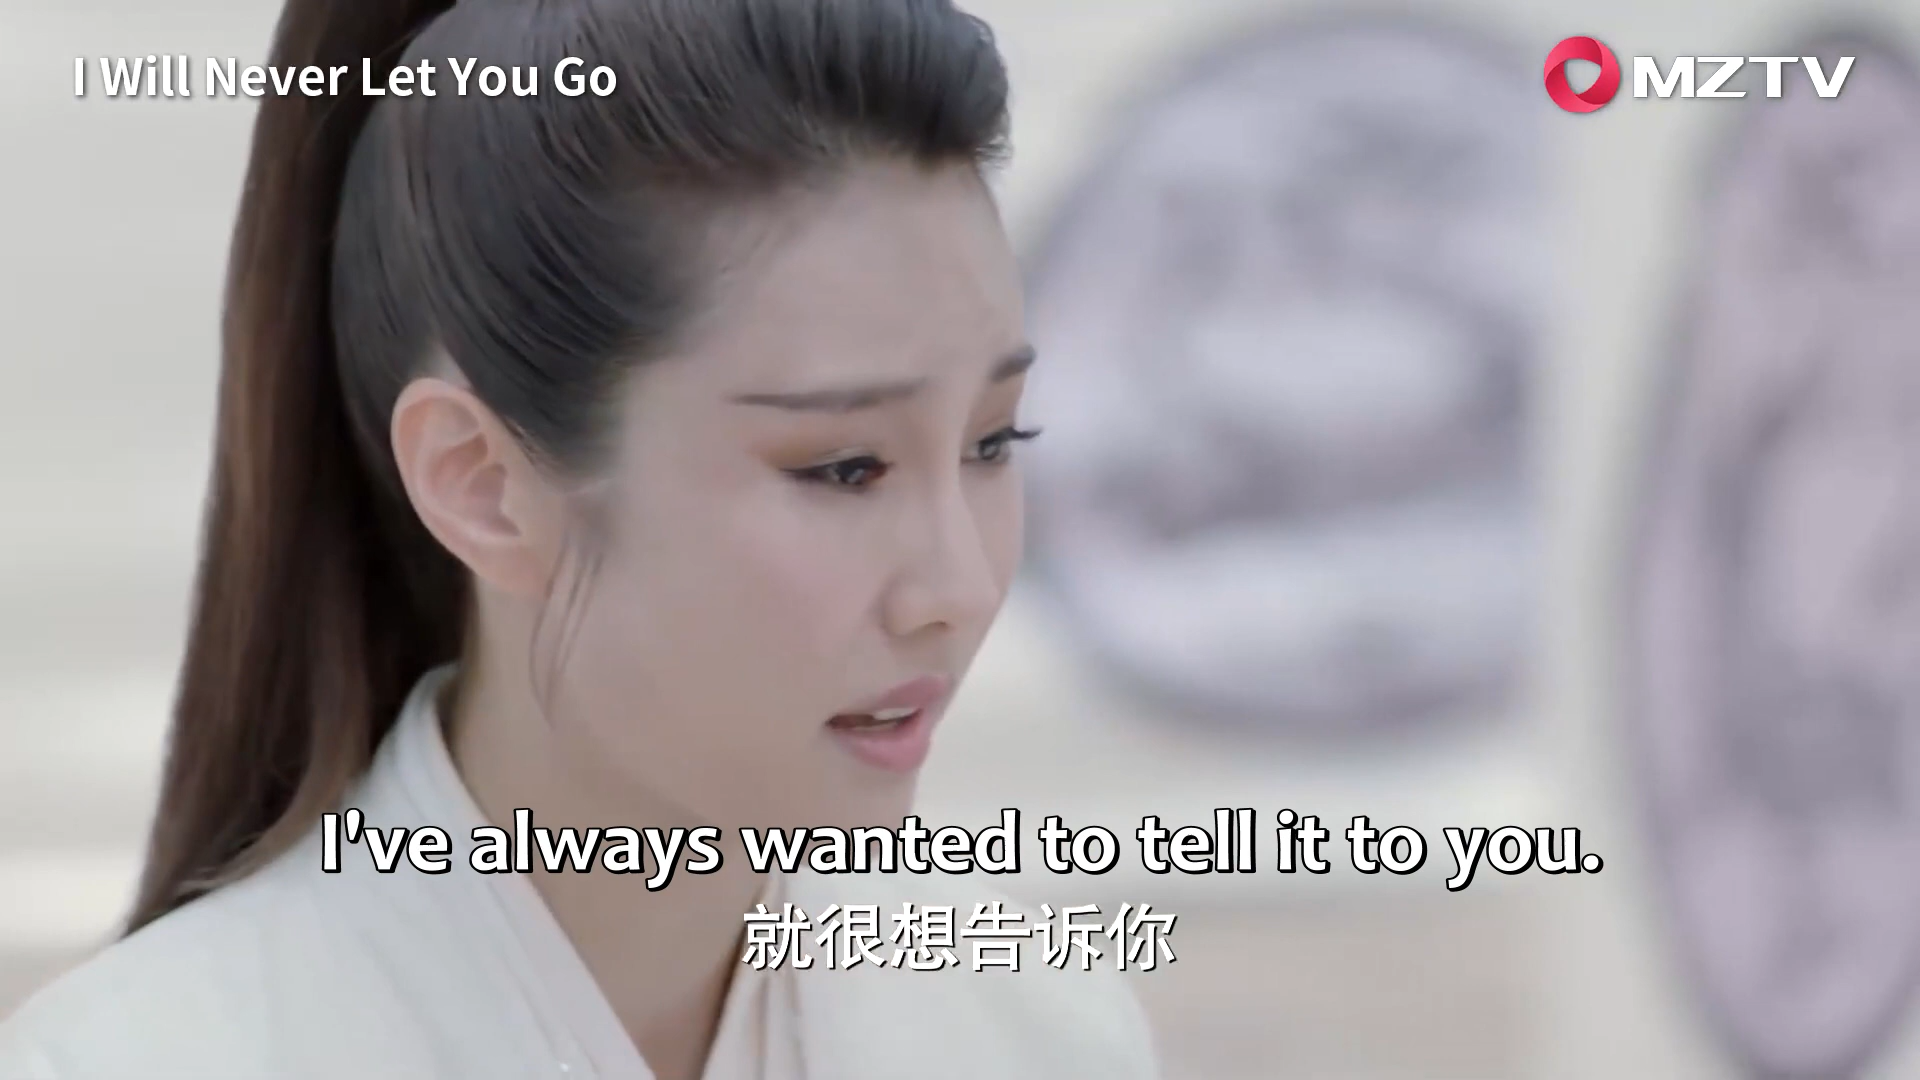 I Will Never Let You Go
MZTV
I've always wanted to tell it to you.
就很想告诉你